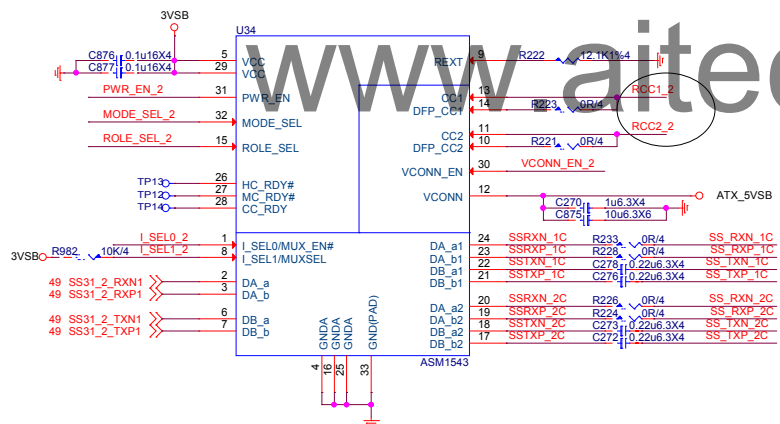 www.aitec
3VSB
U34
C876 0.1u16X4
C877 0.1u16X4
5 VCC
29 VCC
PWR_EN_2 31 PWR_EN
MODE_SEL_2 32 MODE_SEL
ROLE_SEL_2 15 ROLE_SEL
TP13 26 HC_RDY#
TP12 27 MC_RDY#
TP14 28 CC_RDY
I_SEL0_2 1 I_SEL0/MUX_EN#
3VSB R982 10K/4 I_SEL1_2 8 I_SEL1/MUXSEL
49 SS31_2_RXN1 2 DA_a
49 SS31_2_RXP1 3 DA_b
49 SS31_2_TXN1 6 DB_a
49 SS31_2_TXP1 7 DB_b
REXT 9 R222 12.1K1%4
CC1 13 RCC1_2
DFP_CC1 14 R223 0R/4
CC2 11 RCC2_2
DFP_CC2 10 R221 0R/4
VCONN_EN 30 VCONN_EN_2
VCONN 12 ATX_5VSB
C270 1u6.3X4
C875 10u6.3X6
DA_a1 24 SSRXN_1C R233 0R/4 SS_RXN_1C
DA_b1 23 SSRXP_1C R228 0R/4 SS_RXP_1C
DB_a1 22 SSTXN_1C C278 0.22u6.3X4 SS_TXN_1C
DB_b1 21 SSTXP_1C C276 0.22u6.3X4 SS_TXP_1C
DA_a2 20 SSRXN_2C R226 0R/4 SS_RXN_2C
DA_b2 19 SSRXP_2C R224 0R/4 SS_RXP_2C
DB_a2 18 SSTXN_2C C273 0.22u6.3X4 SS_TXN_2C
DB_b2 17 SSTXP_2C C272 0.22u6.3X4 SS_TXP_2C
GNDA GNDA GNDA GND(PAD)
4 16 25 33
ASM1543